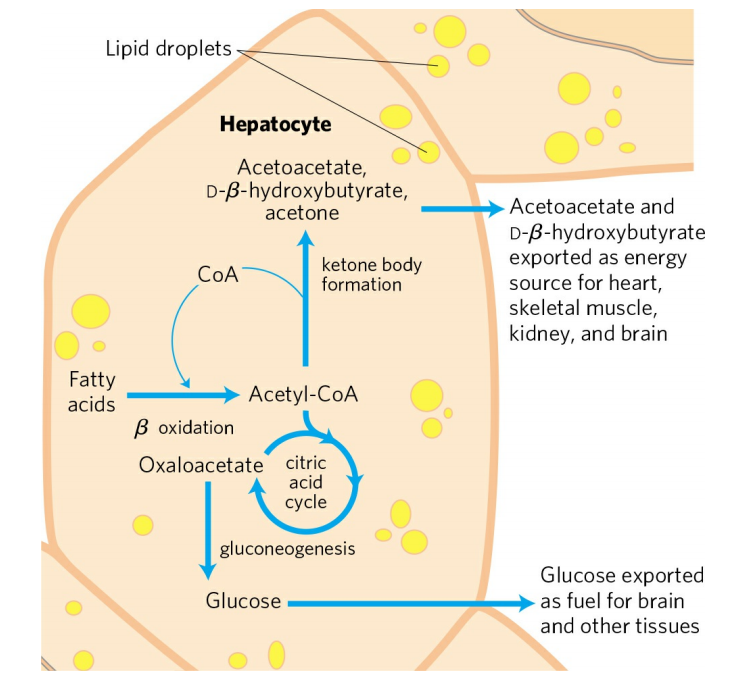 Lipid droplets
Hepatocyte
Acetoacetate,
D-β-hydroxybutyrate,
acetone
Acetoacetate and
D-β-hydroxybutyrate
exported as energy
source for heart,
skeletal muscle,
kidney, and brain
CoA
ketone body
formation
Fatty
acids
Acetyl-CoA
β oxidation
Oxaloacetate
citric
acid
cycle
gluconeogenesis
Glucose
Glucose exported
as fuel for brain
and other tissues